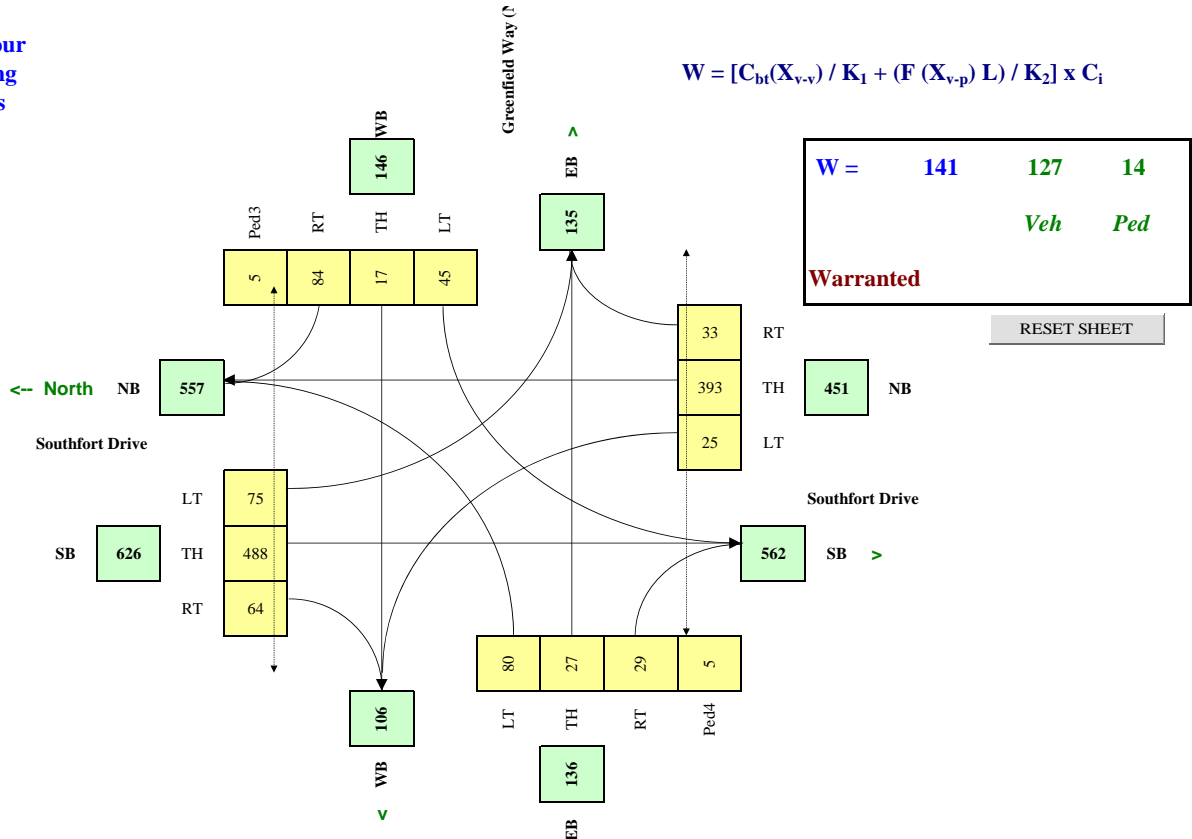 W = [Cbt(Xv-v) / K1 + (F (Xv-p) L) / K2] x Ci
Greenfield Way
W = 141 127 14
Veh Ped
Warranted
RESET SHEET
WB
146
^
EB
135
Ped3 RT TH LT
5 84 17 45
33 RT
393 TH
25 LT
451 NB
<-- North NB 557
Southfort Drive
LT 75
TH 488
RT 64
SB 626
Southfort Drive
562 SB >
80 27 29 5
LT TH RT Ped4
106
WB
v
136
EB